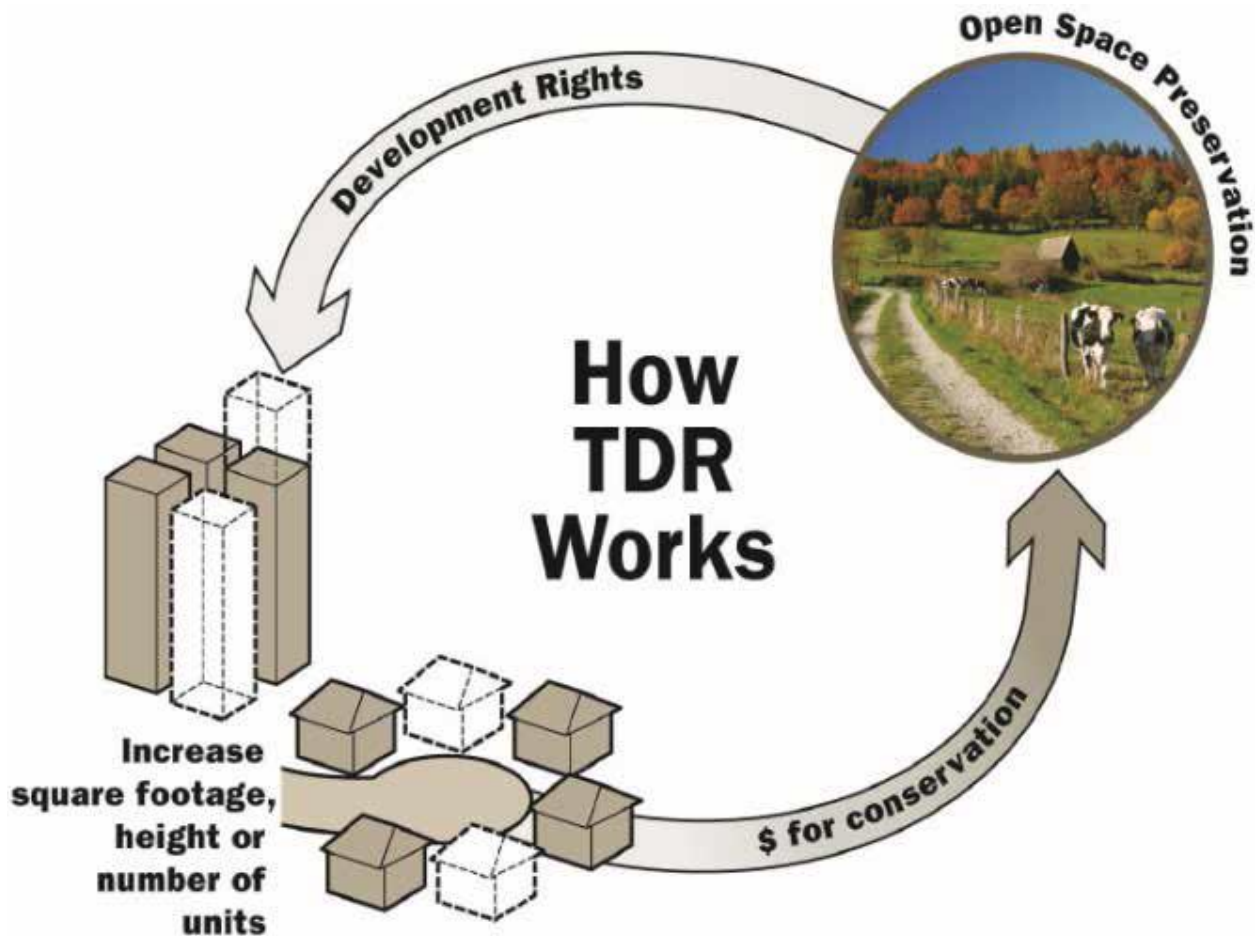 Open Space Preservation
Development Rights
How
TDR
Works
$ for conservation
Increase
square footage,
height or
number of
units